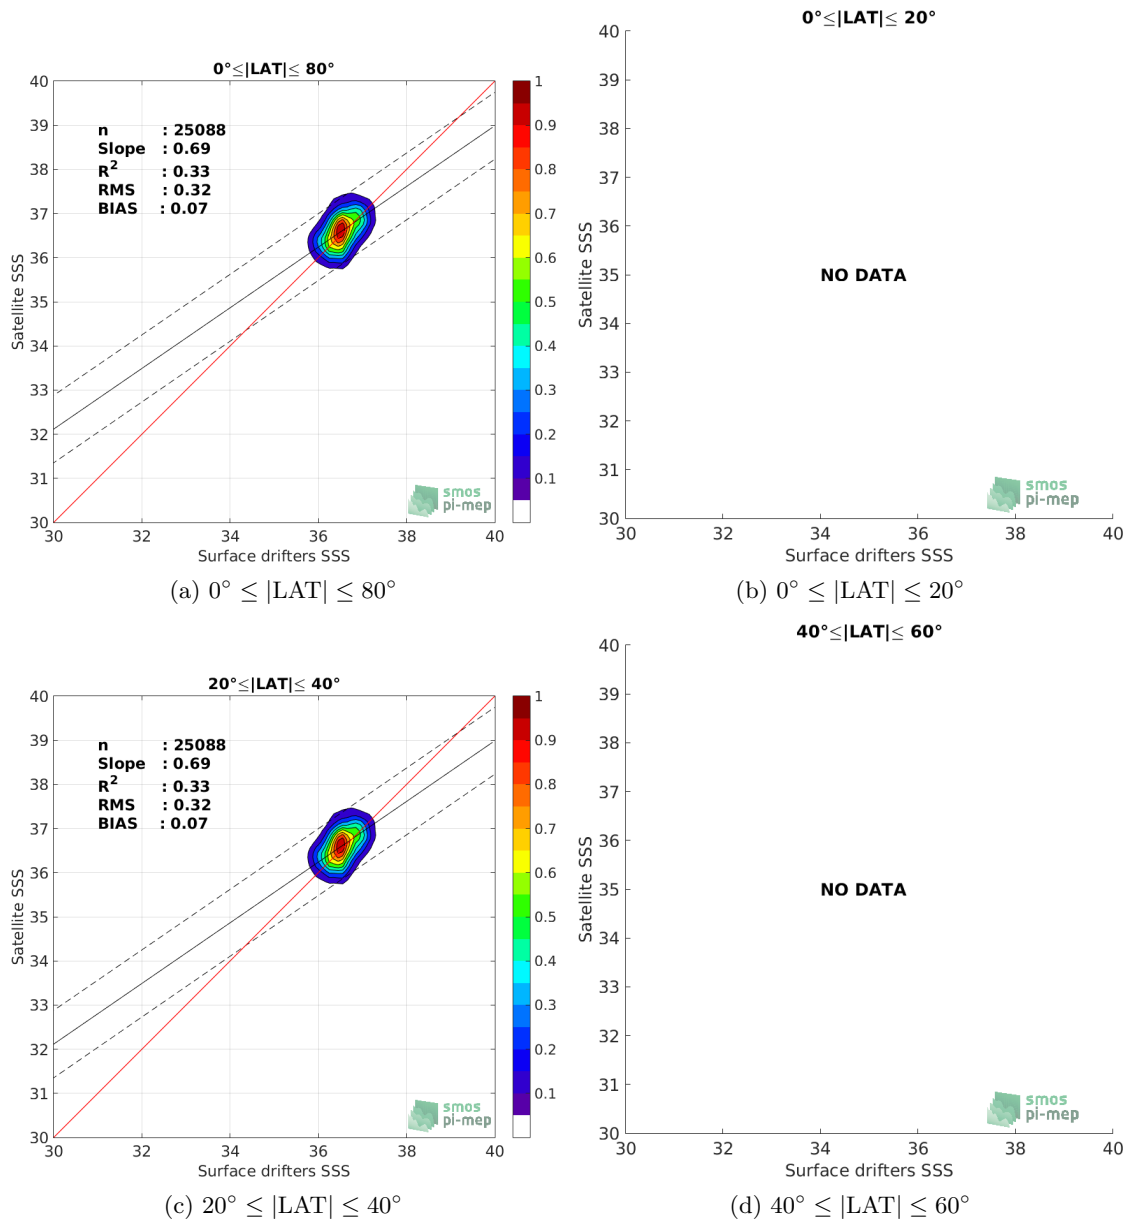 0°≤|LAT|≤ 80°
40
39
38
37
36
35
34
33
32
31
30
Satellite SSS
n : 25088
Slope : 0.69
R² : 0.33
RMS : 0.32
BIAS : 0.07
smos
pi-mep
30 32 34 36 38 40
Surface drifters SSS
1
0.9
0.8
0.7
0.6
0.5
0.4
0.3
0.2
0.1
(a) 0° ≤ |LAT| ≤ 80°
0°≤|LAT|≤ 20°
40
39
38
37
36
35
34
33
32
31
30
Satellite SSS
NO DATA
smos
pi-mep
30 32 34 36 38 40
Surface drifters SSS
(b) 0° ≤ |LAT| ≤ 20°
20°≤|LAT|≤ 40°
40
39
38
37
36
35
34
33
32
31
30
Satellite SSS
n : 25088
Slope : 0.69
R² : 0.33
RMS : 0.32
BIAS : 0.07
smos
pi-mep
30 32 34 36 38 40
Surface drifters SSS
1
0.9
0.8
0.7
0.6
0.5
0.4
0.3
0.2
0.1
(c) 20° ≤ |LAT| ≤ 40°
40°≤|LAT|≤ 60°
40
39
38
37
36
35
34
33
32
31
30
Satellite SSS
NO DATA
smos
pi-mep
30 32 34 36 38 40
Surface drifters SSS
(d) 40° ≤ |LAT| ≤ 60°